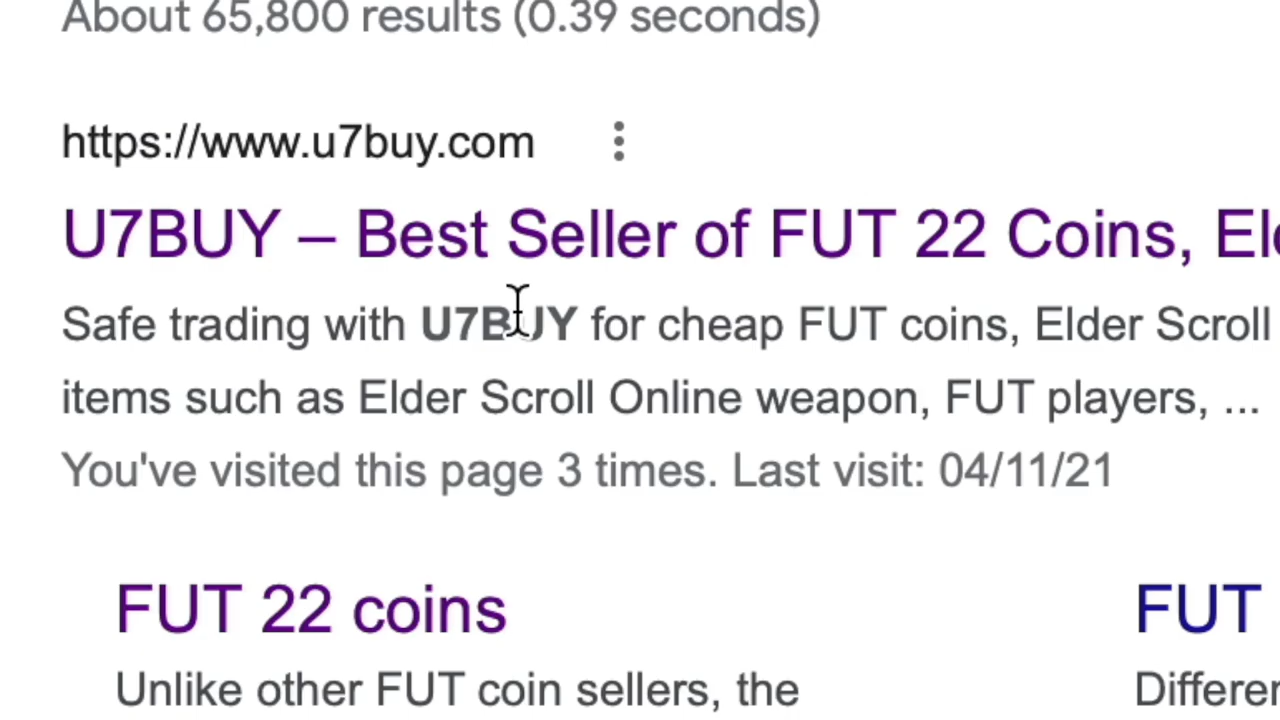 About 65,800 results (0.39 seconds)
https://www.u7buy.com
U7BUY – Best Seller of FUT 22 Coins,
Safe trading with U7BUY for cheap FUT coins, Elder Scroll
items such as Elder Scroll Online weapon, FUT players, ...
You've visited this page 3 times. Last visit: 04/11/21
FUT 22 coins
FUT
Unlike other FUT coin sellers, the